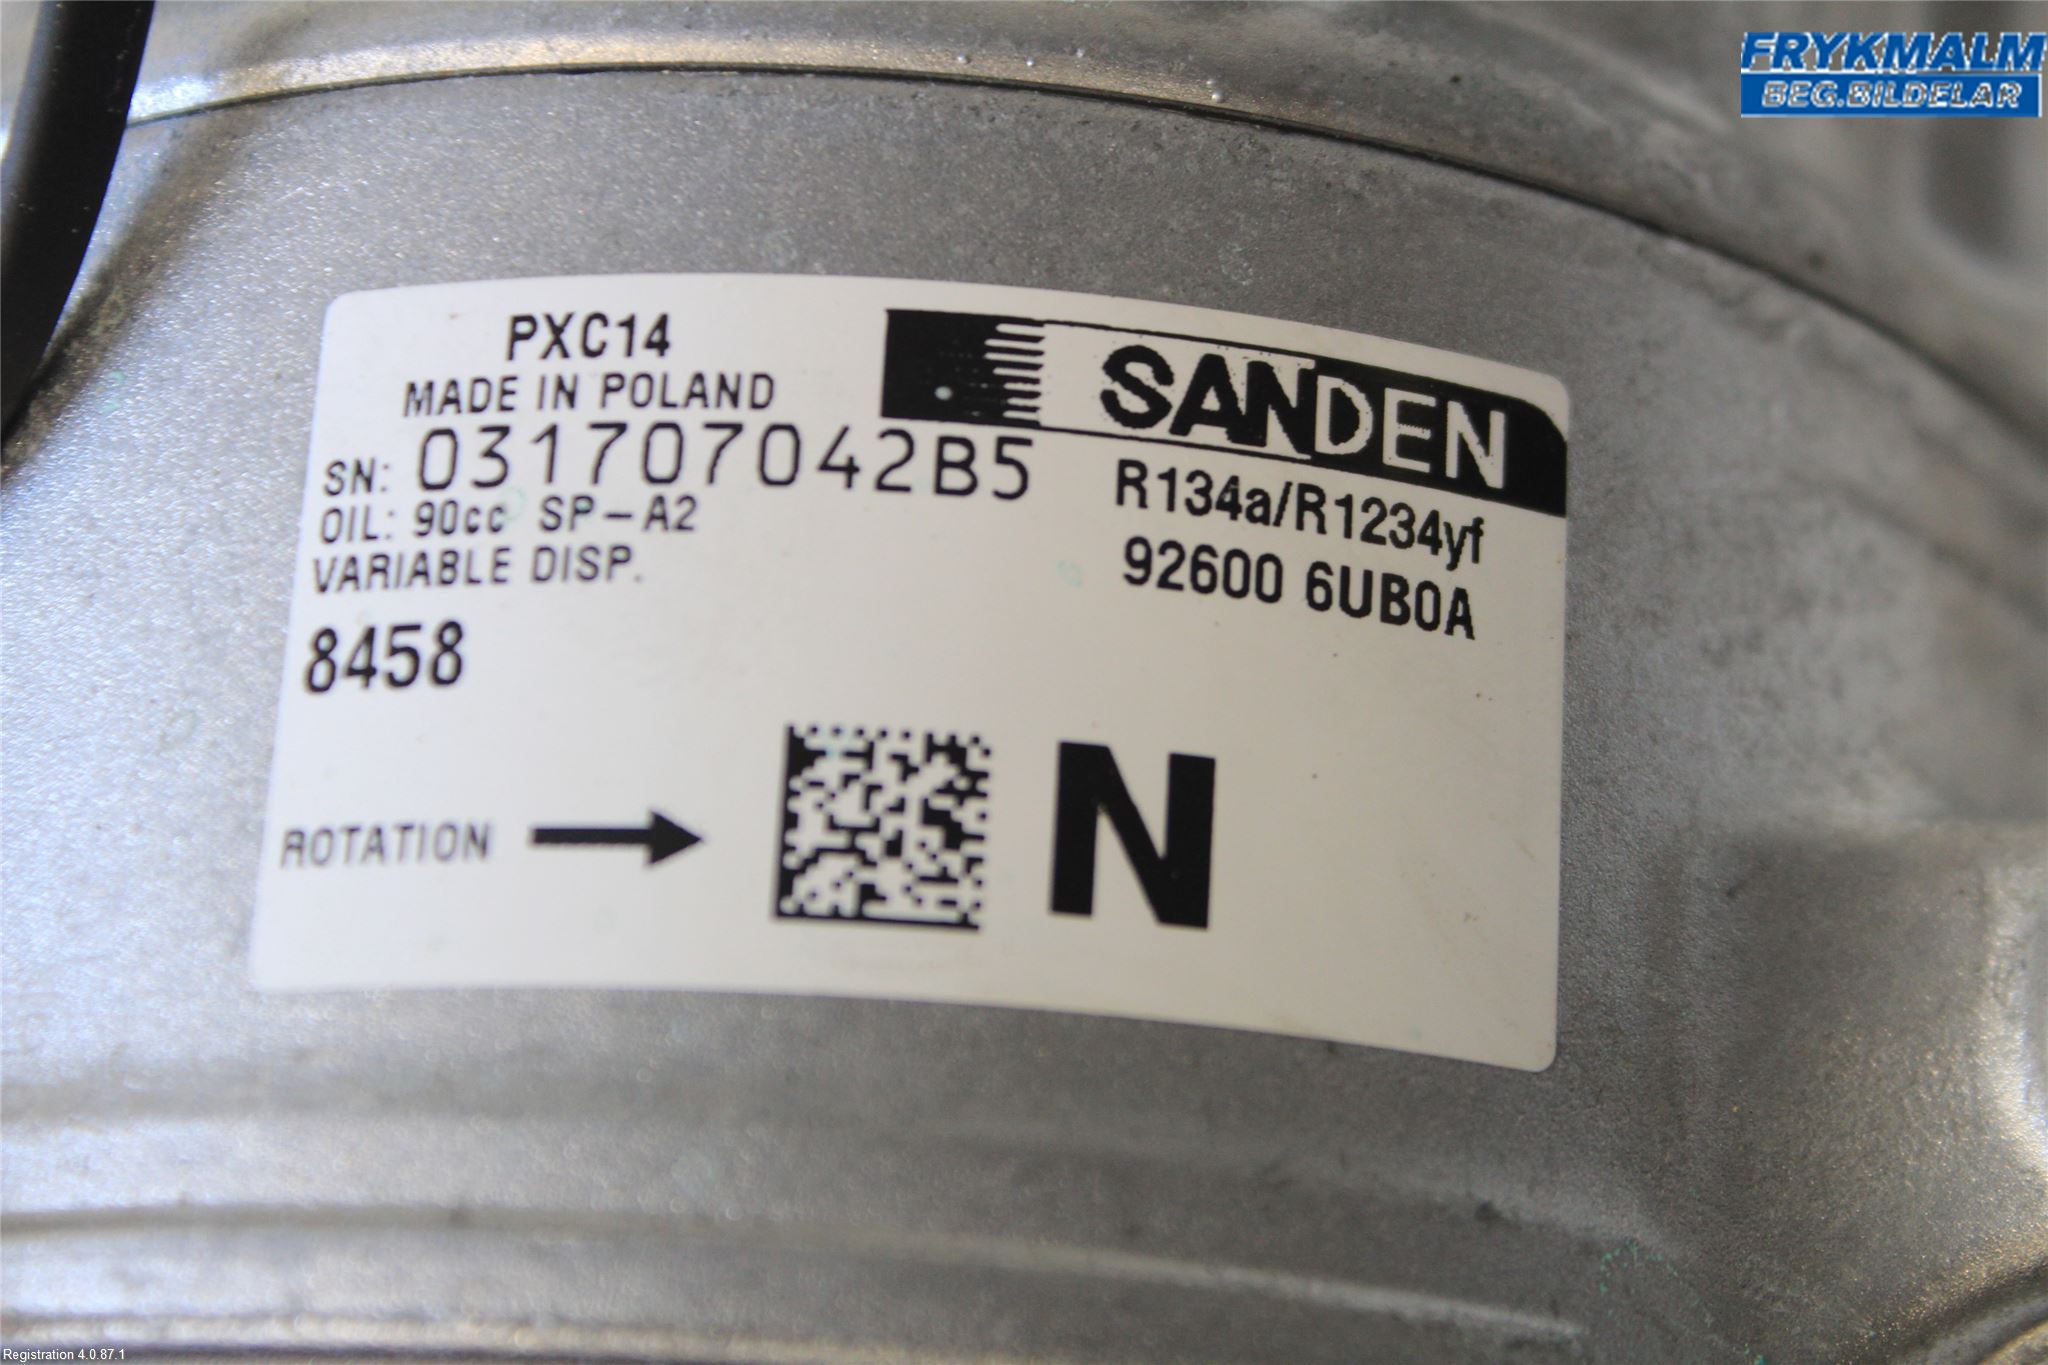 FRYKMALM
BEG.BILDELAR
PXC14
MADE IN POLAND
SN: 031707042B5
OIL: 90cc SP-A2
VARIABLE DISP.
8458
SANDEN
R134a/R1234yf
92600 6UB0A
ROTATION
N
Registration 4.0.87.1